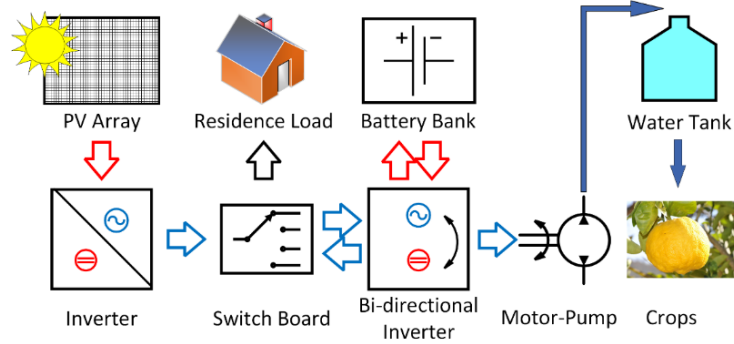 PV Array
Residence Load
Battery Bank
Water Tank
Inverter
Switch Board
Bi-directional
Inverter
Motor-Pump
Crops